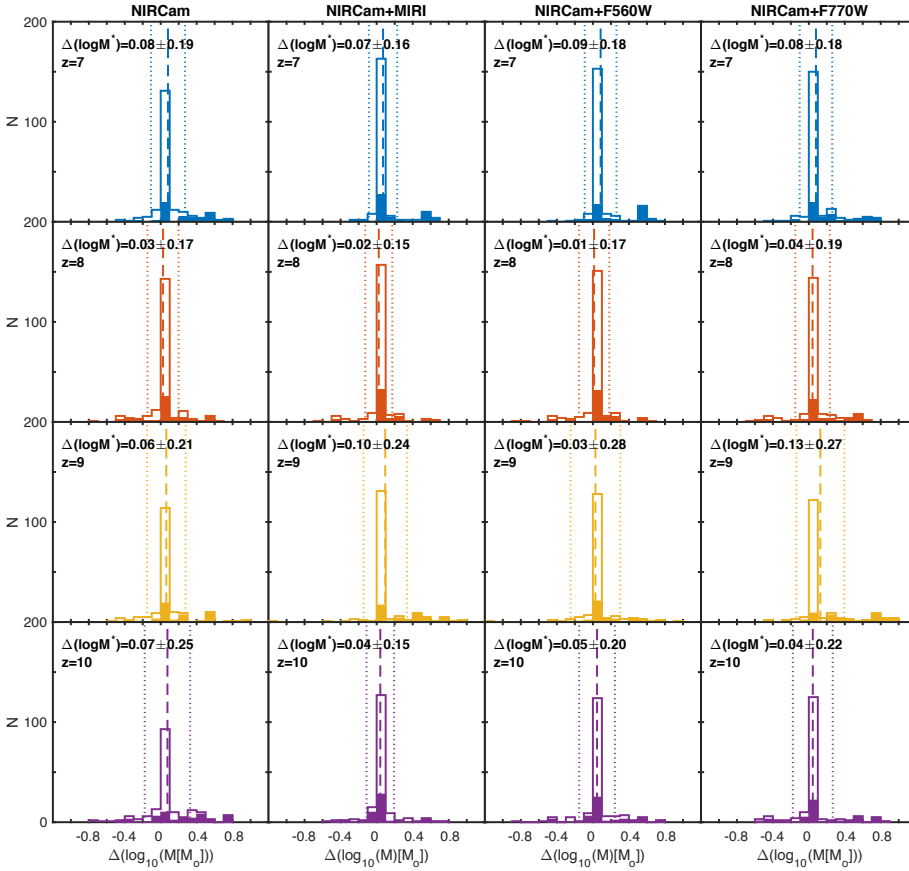 NIRCam NIRCam+MIRI NIRCam+F560W NIRCam+F770W
200
Δ(logM*)=0.08±0.19 Δ(logM*)=0.07±0.16 Δ(logM*)=0.09±0.18 Δ(logM*)=0.08±0.18
z=7 z=7 z=7 z=7
N 100
200
Δ(logM*)=0.03±0.17 Δ(logM*)=0.02±0.15 Δ(logM*)=0.01±0.17 Δ(logM*)=0.04±0.19
z=8 z=8 z=8 z=8
N 100
200
Δ(logM*)=0.06±0.21 Δ(logM*)=0.10±0.24 Δ(logM*)=0.03±0.28 Δ(logM*)=0.13±0.27
z=9 z=9 z=9 z=9
N 100
200
Δ(logM*)=0.07±0.25 Δ(logM*)=0.04±0.15 Δ(logM*)=0.05±0.20 Δ(logM*)=0.04±0.22
z=10 z=10 z=10 z=10
N 100
0
-0.8 -0.4 0 0.4 0.8 -0.8 -0.4 0 0.4 0.8 -0.8 -0.4 0 0.4 0.8 -0.8 -0.4 0 0.4 0.8
Δ(log₁₀(M[Mₒ])) Δ(log₁₀(M)[Mₒ]) Δ(log₁₀(M)[Mₒ]) Δ(log₁₀(M[Mₒ]))